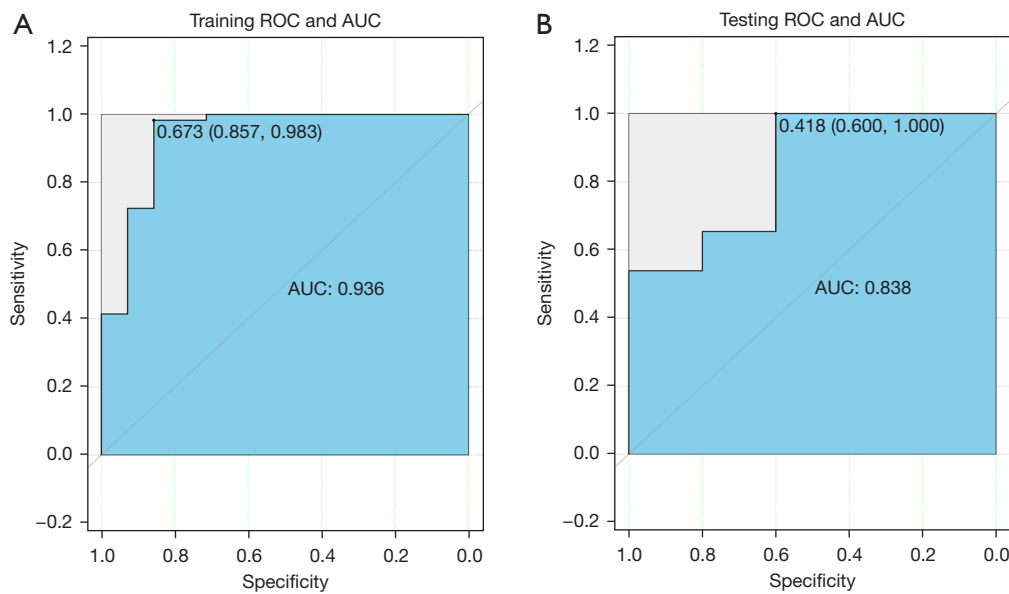 A
Training ROC and AUC
1.2
1.0
0.8
0.6
0.4
0.2
0.0
−0.2
Sensitivity
0.673 (0.857, 0.983)
AUC: 0.936
1.0 0.8 0.6 0.4 0.2 0.0
Specificity
B
Testing ROC and AUC
1.2
1.0
0.8
0.6
0.4
0.2
0.0
−0.2
Sensitivity
0.418 (0.600, 1.000)
AUC: 0.838
1.0 0.8 0.6 0.4 0.2 0.0
Specificity